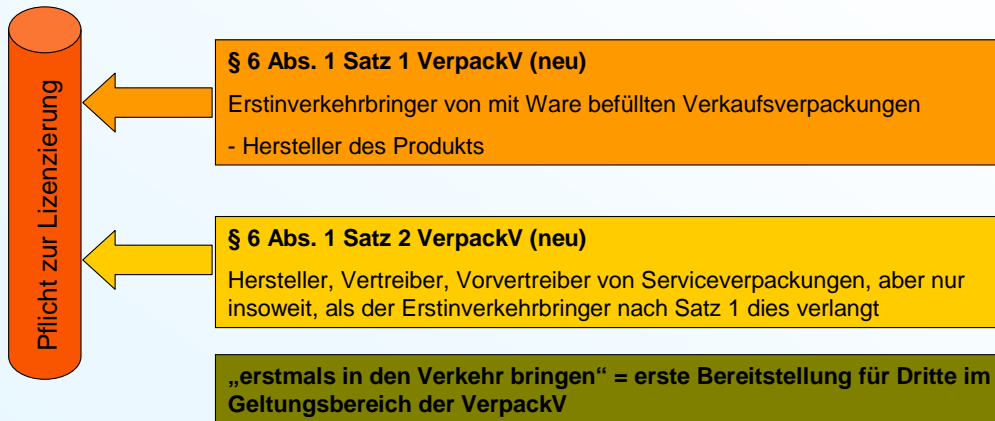 Pflicht zur Lizenzierung
§ 6 Abs. 1 Satz 1 VerpackV (neu)
Erstinverkehrbringer von mit Ware befüllten Verkaufsverpackungen
- Hersteller des Produkts
§ 6 Abs. 1 Satz 2 VerpackV (neu)
Hersteller, Vertreiber, Vorvertreiber von Serviceverpackungen, aber nur
insoweit, als der Erstinverkehrbringer nach Satz 1 dies verlangt
„erstmals in den Verkehr bringen“ = erste Bereitstellung für Dritte im
Geltungsbereich der VerpackV